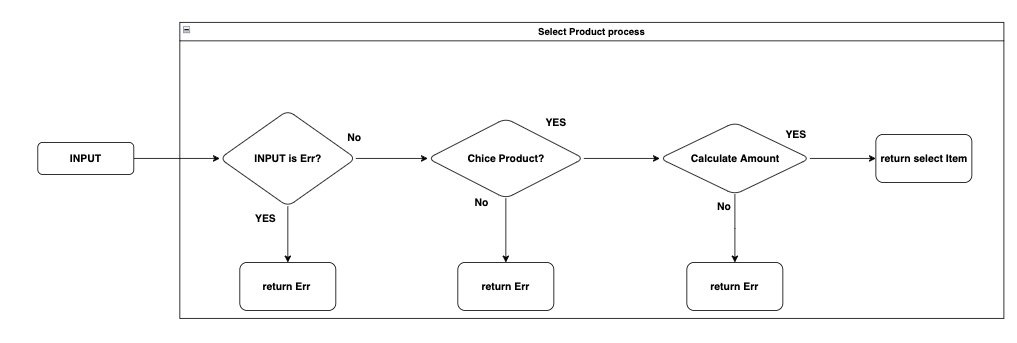 Select Product process
INPUT
INPUT is Err?
No
Chice Product?
YES
Calculate Amount
YES
return select Item
YES
No
No
return Err
return Err
return Err